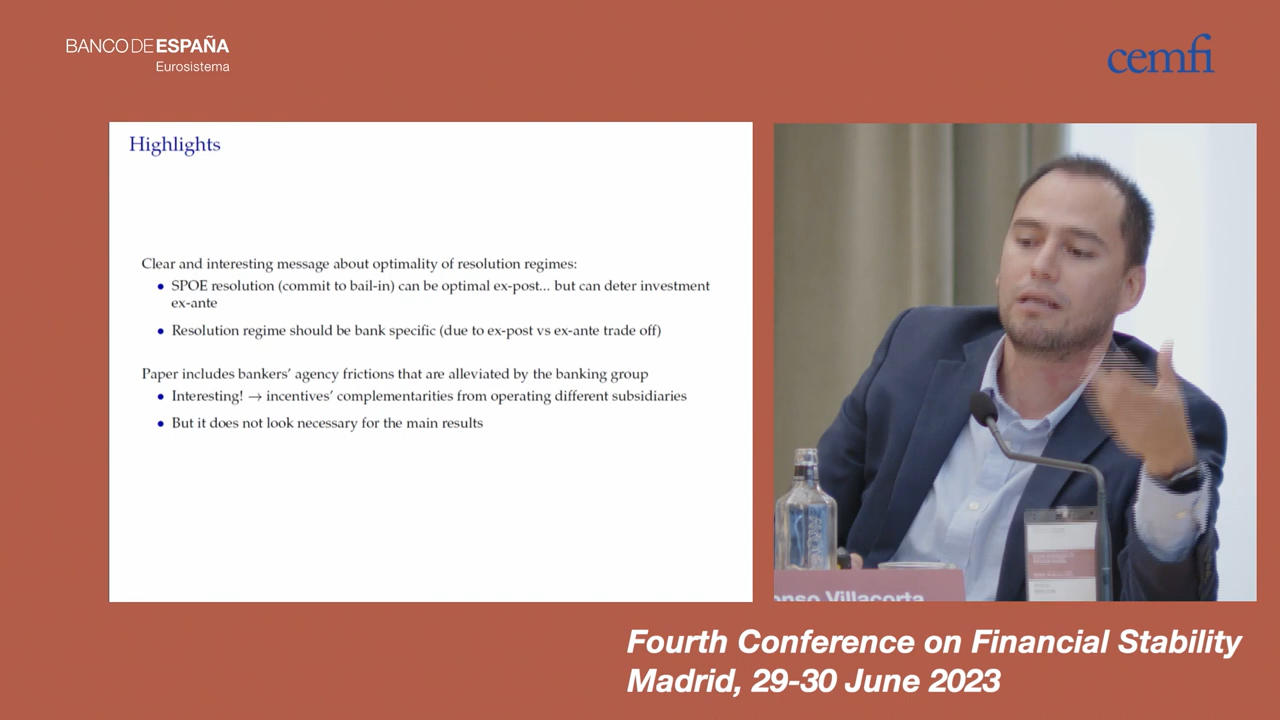 BANCO DE ESPAÑA
Eurosistema
cemfi
Highlights
Clear and interesting message about optimality of resolution regimes:
• SPOE resolution (commit to bail-in) can be optimal ex-post... but can deter investment
ex-ante
• Resolution regime should be bank specific (due to ex-post vs ex-ante trade off)
Paper includes bankers' agency frictions that are alleviated by the banking group
• Interesting! → incentives' complementarities from operating different subsidiaries
• But it does not look necessary for the main results
onso Villacorta
Fourth Conference on Financial Stability
Madrid, 29-30 June 2023